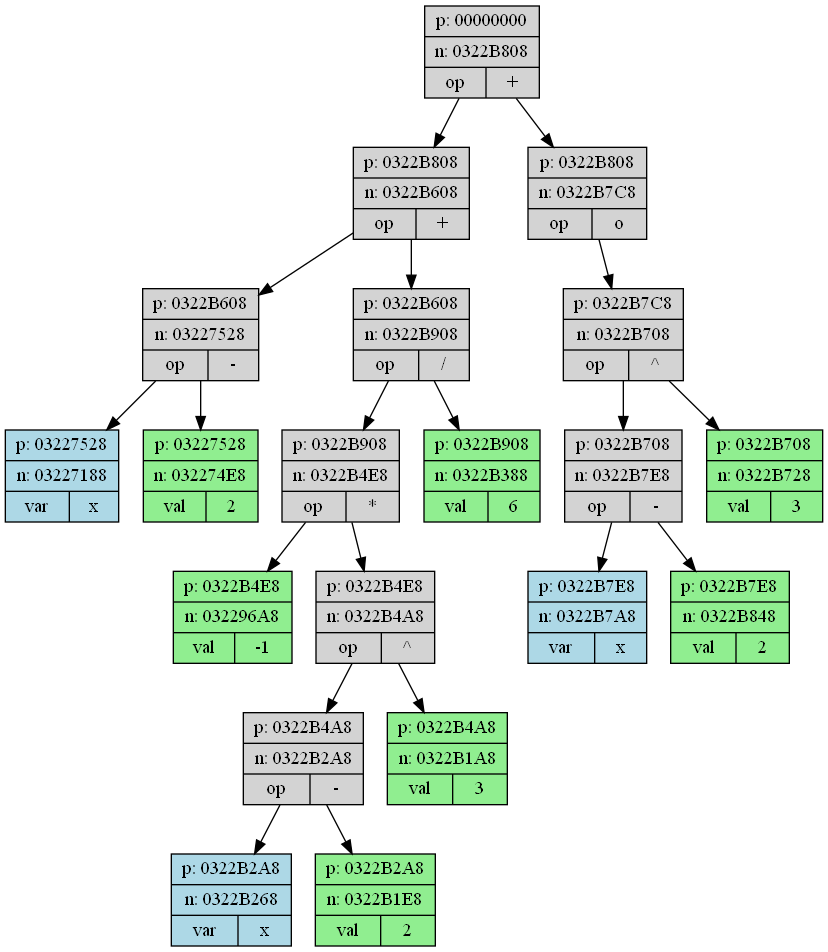 p: 00000000
n: 0322B808
op +
p: 0322B808
n: 0322B608
op +
p: 0322B808
n: 0322B7C8
op o
p: 0322B608
n: 03227528
op -
p: 0322B608
n: 0322B908
op /
p: 0322B7C8
n: 0322B708
op ^
p: 03227528
n: 03227188
var x
p: 03227528
n: 032274E8
val 2
p: 0322B908
n: 0322B4E8
op *
p: 0322B908
n: 0322B388
val 6
p: 0322B708
n: 0322B7E8
op -
p: 0322B708
n: 0322B728
val 3
p: 0322B4E8
n: 032296A8
val -1
p: 0322B4E8
n: 0322B4A8
op ^
p: 0322B7E8
n: 0322B7A8
var x
p: 0322B7E8
n: 0322B848
val 2
p: 0322B4A8
n: 0322B2A8
op -
p: 0322B4A8
n: 0322B1A8
val 3
p: 0322B2A8
n: 0322B268
var x
p: 0322B2A8
n: 0322B1E8
val 2